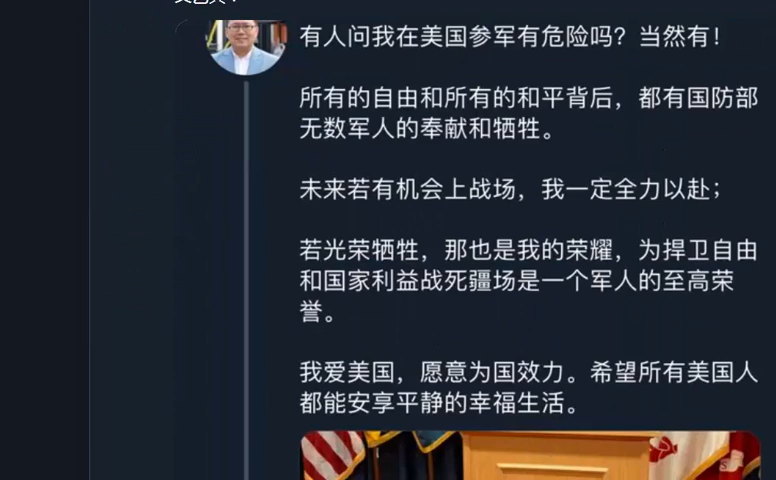 有人问我在美国参军有危险吗？当然有！
所有的自由和所有的和平背后，都有国防部
无数军人的奉献和牺牲。
未来若有机会上战场，我一定全力以赴；
若光荣牺牲，那也是我的荣耀，为捍卫自由
和国家利益战死疆场是一个军人的至高荣
誉。
我爱美国，愿意为国效力。希望所有美国人
都能安享平静的幸福生活。